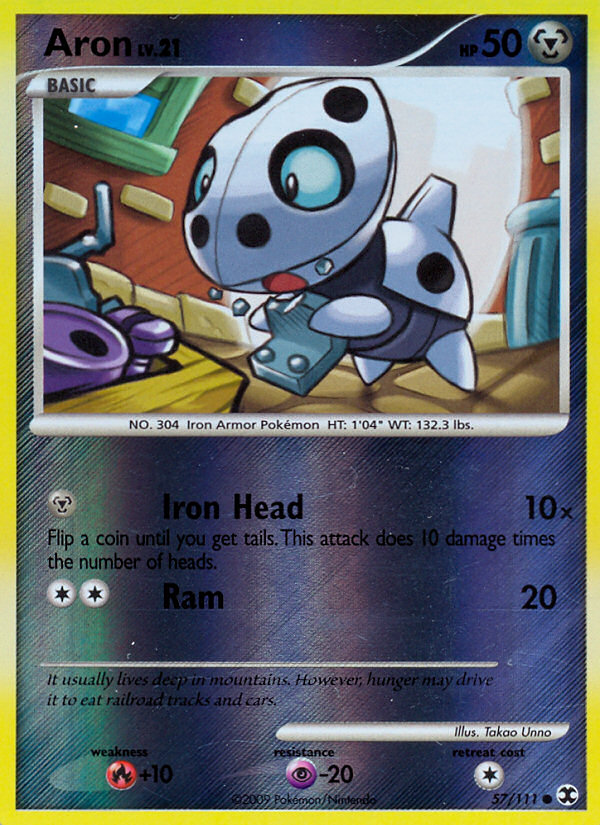 Aron LV.21
HP 50
BASIC
NO. 304 Iron Armor Pokémon HT: 1'04" WT: 132.3 lbs.
Iron Head 10×
Flip a coin until you get tails. This attack does 10 damage times
the number of heads.
Ram 20
It usually lives deep in mountains. However, hunger may drive
it to eat railroad tracks and cars.
Illus. Takao Unno
weakness resistance retreat cost
+10 -20
©2009 Pokémon/Nintendo 57/111